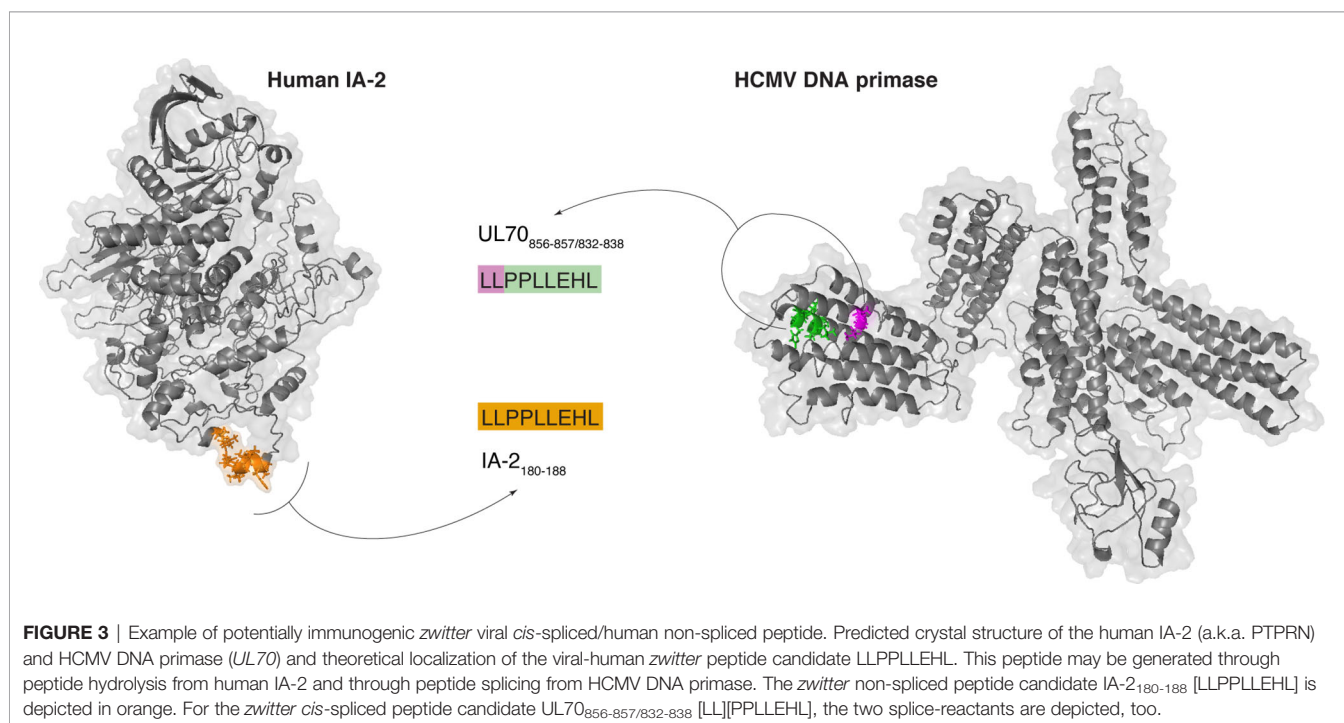 Human IA-2
HCMV DNA primase
UL70856-857/832-838
LLPPLLEHL
LLPPLLEHL
IA-2180-188
FIGURE 3 | Example of potentially immunogenic zwitter viral cis-spliced/human non-spliced peptide. Predicted crystal structure of the human IA-2 (a.k.a. PTPRN)
and HCMV DNA primase (UL70) and theoretical localization of the viral-human zwitter peptide candidate LLPPLLEHL. This peptide may be generated through
peptide hydrolysis from human IA-2 and through peptide splicing from HCMV DNA primase. The zwitter non-spliced peptide candidate IA-2180-188 [LLPPLLEHL] is
depicted in orange. For the zwitter cis-spliced peptide candidate UL70856-857/832-838 [LL][PPLLEHL], the two splice-reactants are depicted, too.